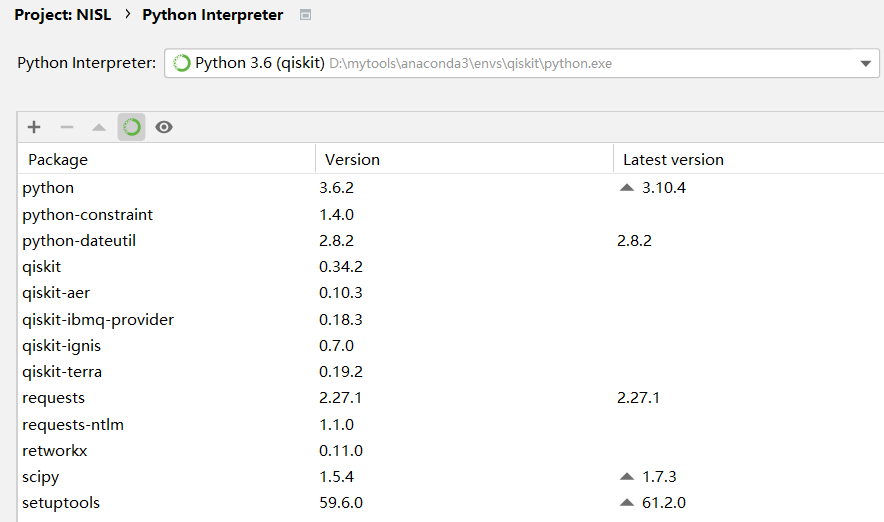 Project: NISL > Python Interpreter
Python Interpreter: Python 3.6 (qiskit) D:\mytools\anaconda3\envs\qiskit\python.exe
Package Version Latest version
python 3.6.2 3.10.4
python-constraint 1.4.0
python-dateutil 2.8.2 2.8.2
qiskit 0.34.2
qiskit-aer 0.10.3
qiskit-ibmq-provider 0.18.3
qiskit-ignis 0.7.0
qiskit-terra 0.19.2
requests 2.27.1 2.27.1
requests-ntlm 1.1.0
retworkx 0.11.0
scipy 1.5.4 1.7.3
setuptools 59.6.0 61.2.0